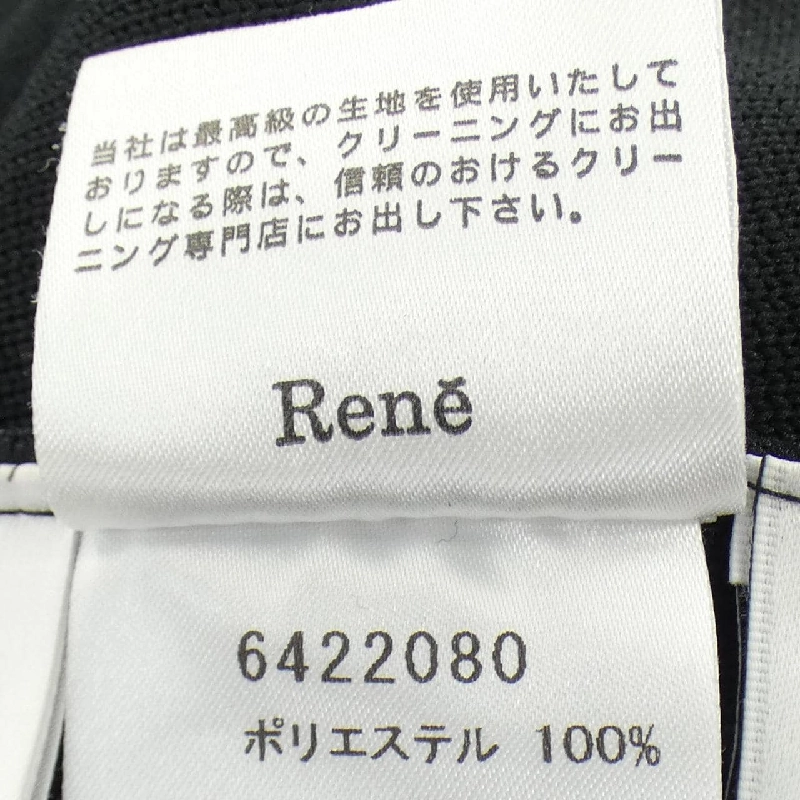 当社は最高級の生地を使用いたして
おりますので、クリーニングにお出
しになる際は、信頼のおけるクリー
ニング専門店にお出し下さい。
Reně
6422080
ポリエステル 100%